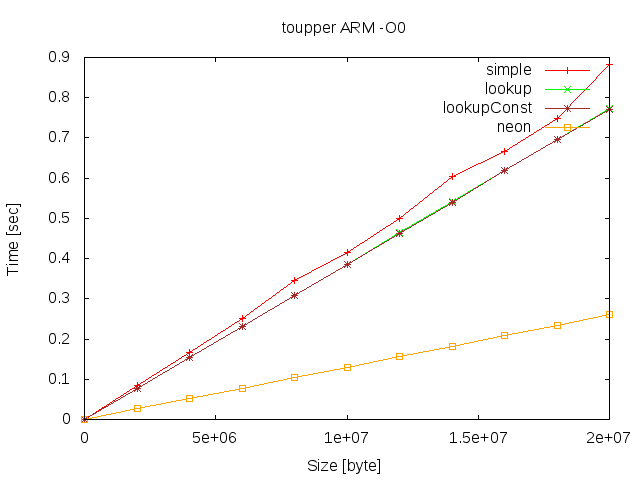 toupper ARM -O0
simple
lookup
lookupConst
neon
0.9
0.8
0.7
0.6
0.5
0.4
0.3
0.2
0.1
0
Time [sec]
0 5e+06 1e+07 1.5e+07 2e+07
Size [byte]